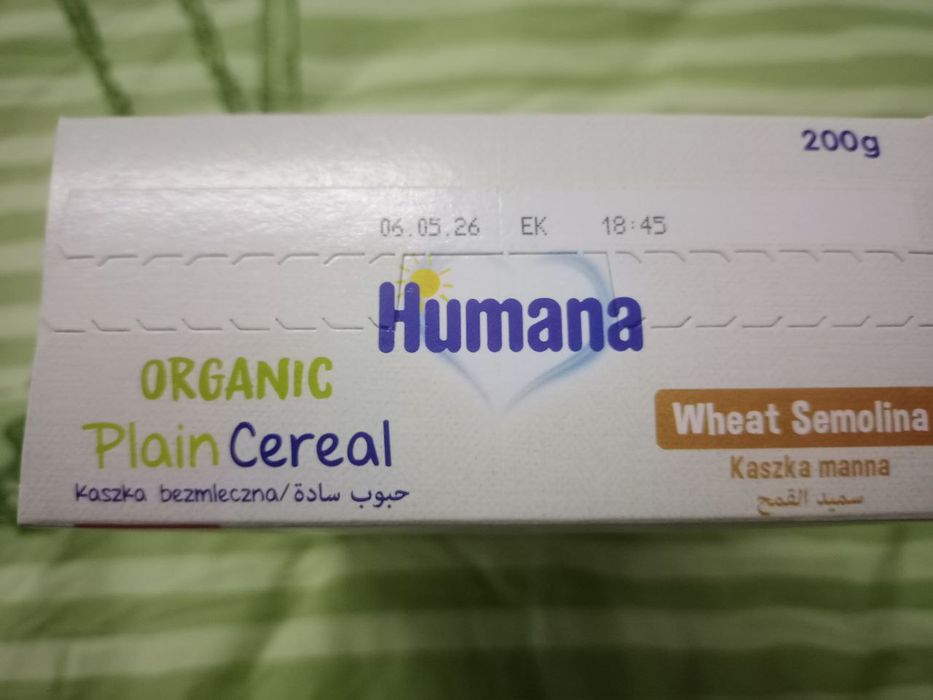 200g
06.05.26 EK 18:45
Humana
ORGANIC
Plain Cereal
Kaszka bezmleczna/حبوب سادة
Wheat Semolina
Kaszka manna
سميد القمح